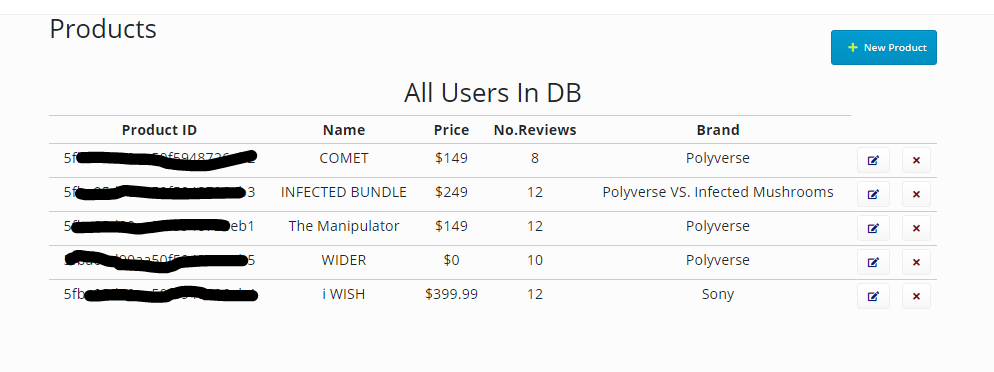 Products
+ New Product
All Users In DB
Product ID Name Price No.Reviews Brand
COMET $149 8 Polyverse
INFECTED BUNDLE $249 12 Polyverse VS. Infected Mushrooms
The Manipulator $149 12 Polyverse
WIDER $0 10 Polyverse
i WISH $399.99 12 Sony